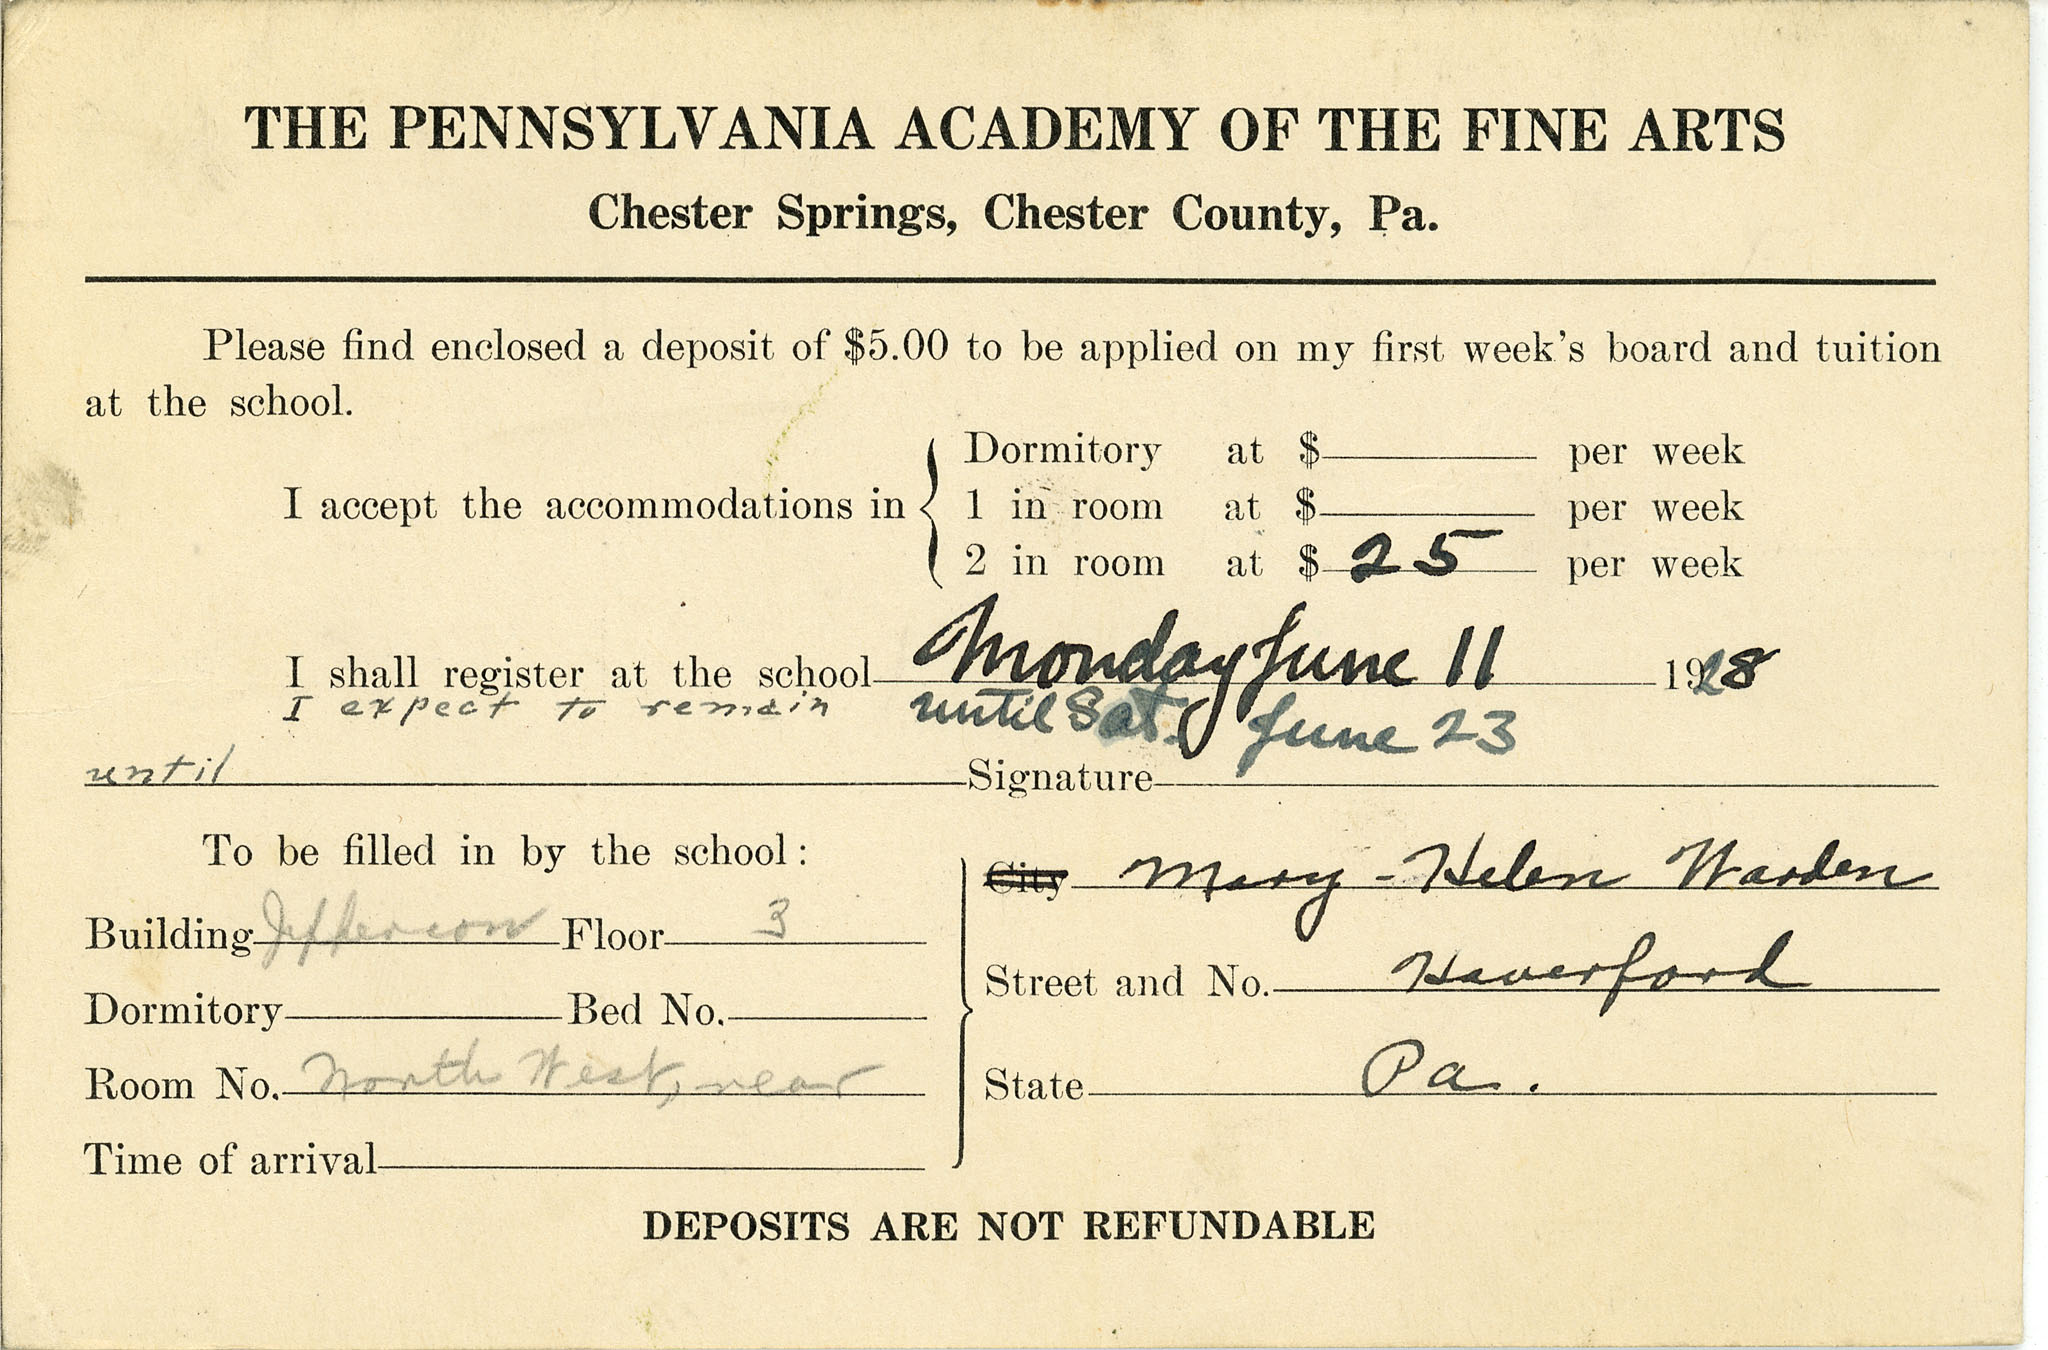 THE PENNSYLVANIA ACADEMY OF THE FINE ARTS
Chester Springs, Chester County, Pa.
Please find enclosed a deposit of $5.00 to be applied on my first week's board and tuition
at the school.
I accept the accommodations in
Dormitory at $ per week
1 in room at $ per week
2 in room at $ 25 per week
I shall register at the school Monday June 11 1928
I expect to remain until Sat. June 23
until Signature
To be filled in by the school:
Building Jefferson Floor 3
Dormitory Bed No.
Room No. North West, rear
Time of arrival
City Mary-Helen Warden
Street and No. Haverford
State Pa.
DEPOSITS ARE NOT REFUNDABLE